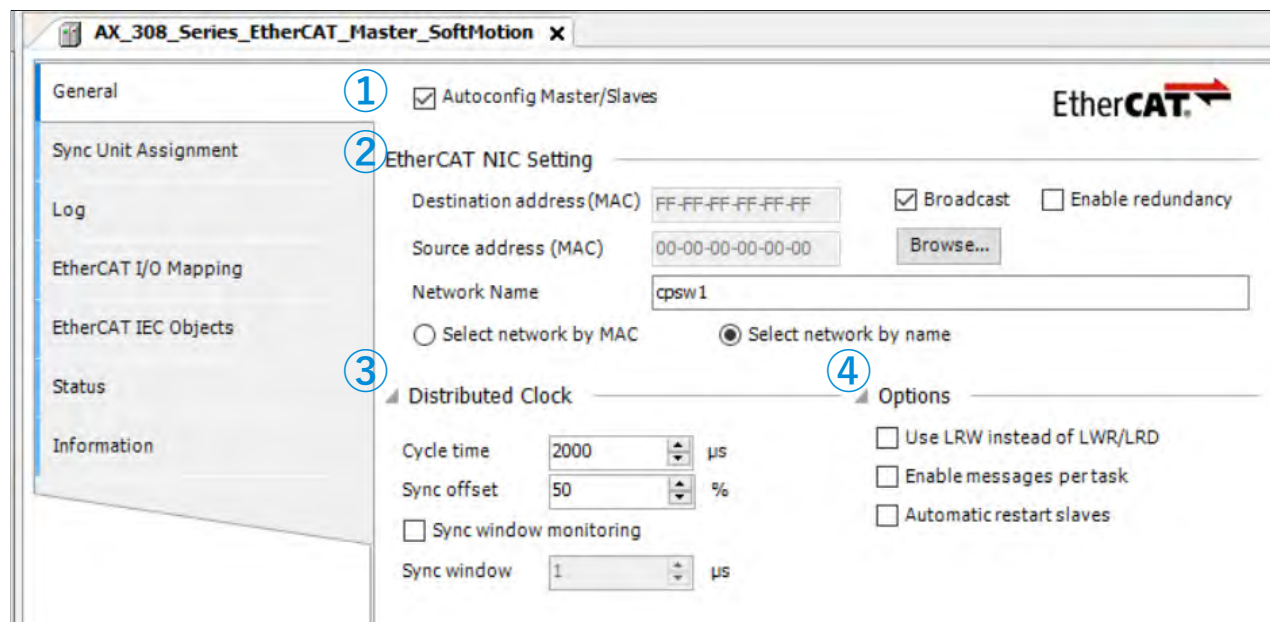 AX_308_Series_EtherCAT_Master_SoftMotion
General
Sync Unit Assignment
Log
EtherCAT I/O Mapping
EtherCAT IEC Objects
Status
Information
① Autoconfig Master/Slaves
EtherCAT.
② EtherCAT NIC Setting
Destination address (MAC) FF-FF-FF-FF-FF-FF Broadcast Enable redundancy
Source address (MAC) 00-00-00-00-00-00 Browse...
Network Name cpsw1
Select network by MAC Select network by name
③ Distributed Clock
Cycle time 2000 µs
Sync offset 50 %
Sync window monitoring
Sync window 1 µs
④ Options
Use LRW instead of LWR/LRD
Enable messages per task
Automatic restart slaves